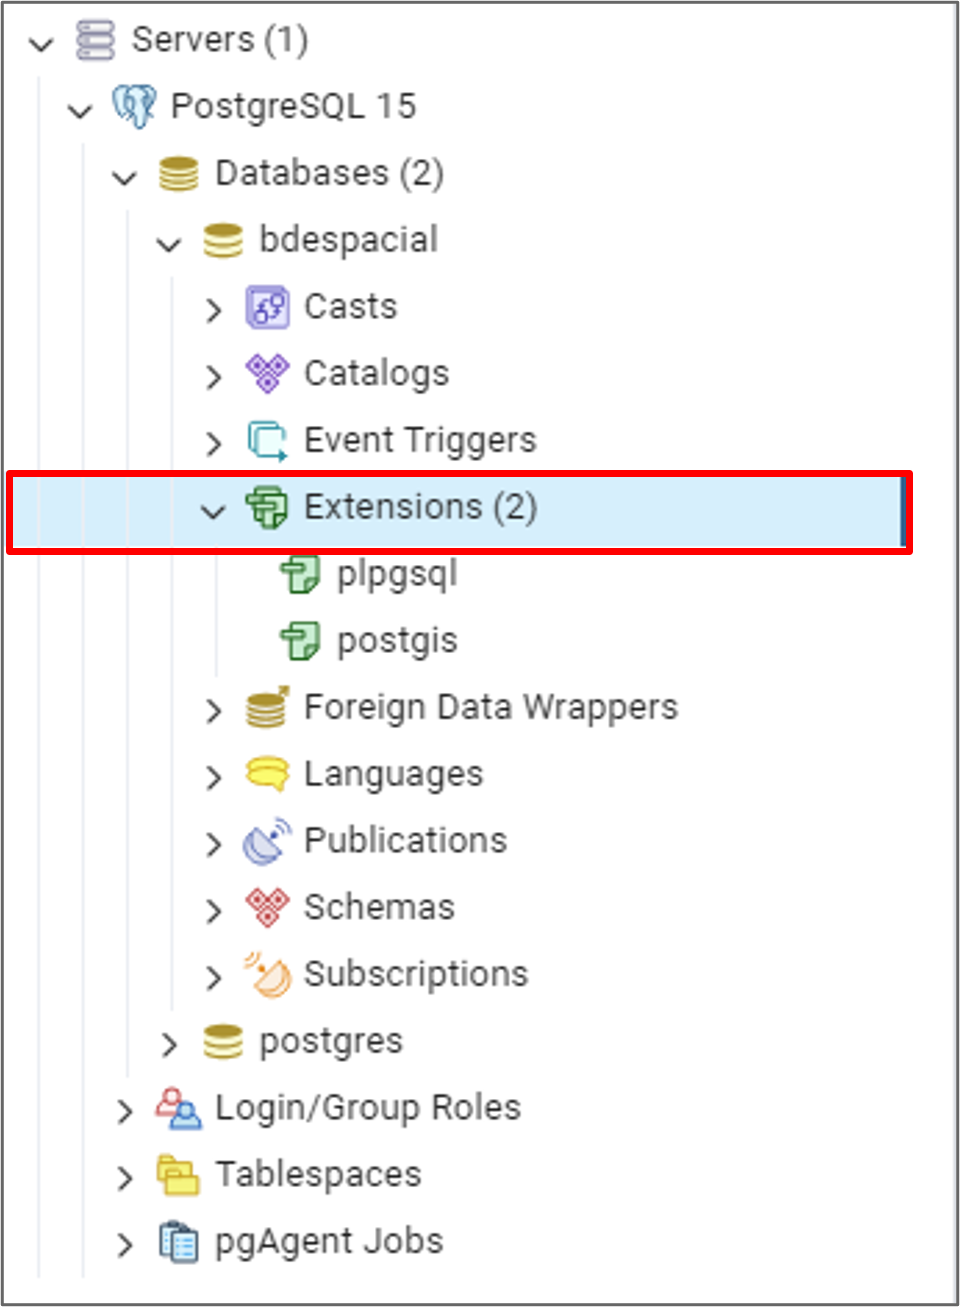 Servers (1)
PostgreSQL 15
Databases (2)
bdespacial
Casts
Catalogs
Event Triggers
Extensions (2)
plpgsql
postgis
Foreign Data Wrappers
Languages
Publications
Schemas
Subscriptions
postgres
Login/Group Roles
Tablespaces
pgAgent Jobs